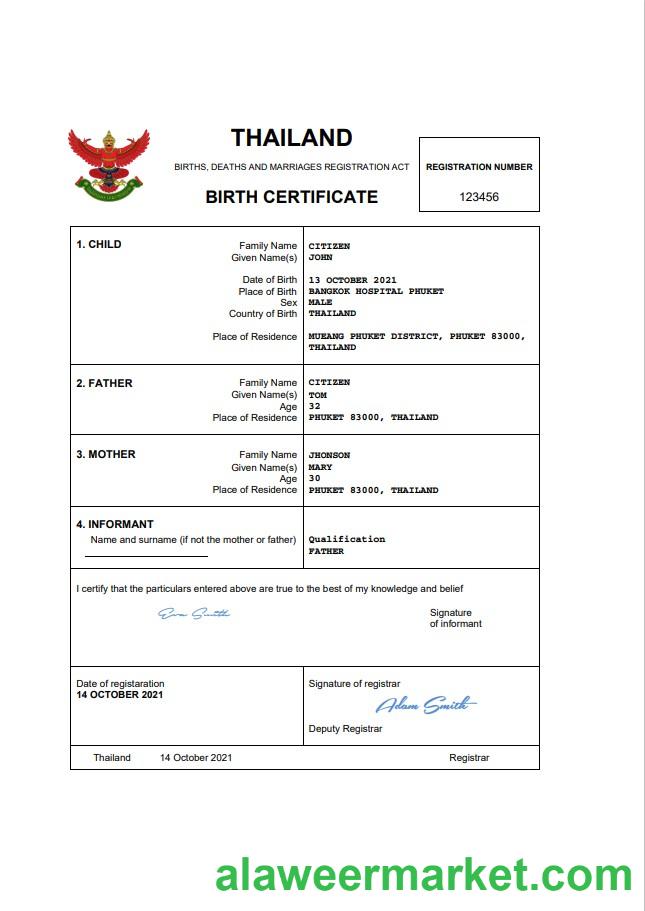 THAILAND
BIRTHS, DEATHS AND MARRIAGES REGISTRATION ACT
BIRTH CERTIFICATE
REGISTRATION NUMBER
123456
1. CHILD
Family Name CITIZEN
Given Name(s) JOHN
Date of Birth 13 OCTOBER 2021
Place of Birth BANGKOK HOSPITAL PHUKET
Sex MALE
Country of Birth THAILAND
Place of Residence MUEANG PHUKET DISTRICT, PHUKET 83000,
THAILAND
2. FATHER
Family Name CITIZEN
Given Name(s) TOM
Age 32
Place of Residence PHUKET 83000, THAILAND
3. MOTHER
Family Name JHONSON
Given Name(s) MARY
Age 30
Place of Residence PHUKET 83000, THAILAND
4. INFORMANT
Name and surname (if not the mother or father) Qualification
FATHER
I certify that the particulars entered above are true to the best of my knowledge and belief
Eva Smith
Signature
of informant
Date of registaration
14 OCTOBER 2021
Signature of registrar
Adam Smith
Deputy Registrar
Thailand 14 October 2021 Registrar
alaweermarket.com